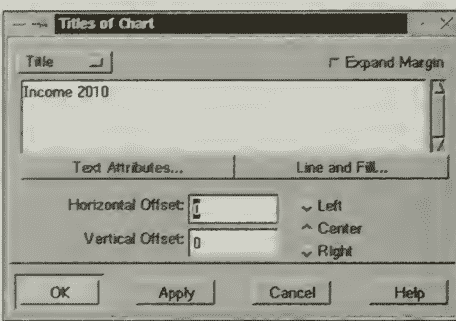 Titles of Chart
Title
Expand Margin
Income 2010
Text Attributes...
Line and Fill...
Horizontal Offset:
Left
Center
Vertical Offset: 0
Right
OK Apply Cancel Help